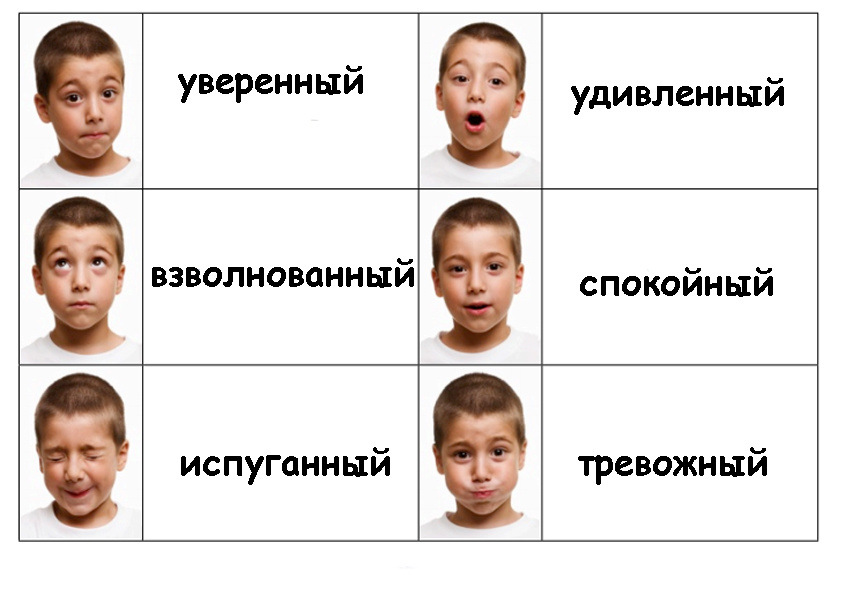 уверенный
удивленный
взволнованный
спокойный
испуганный
тревожный